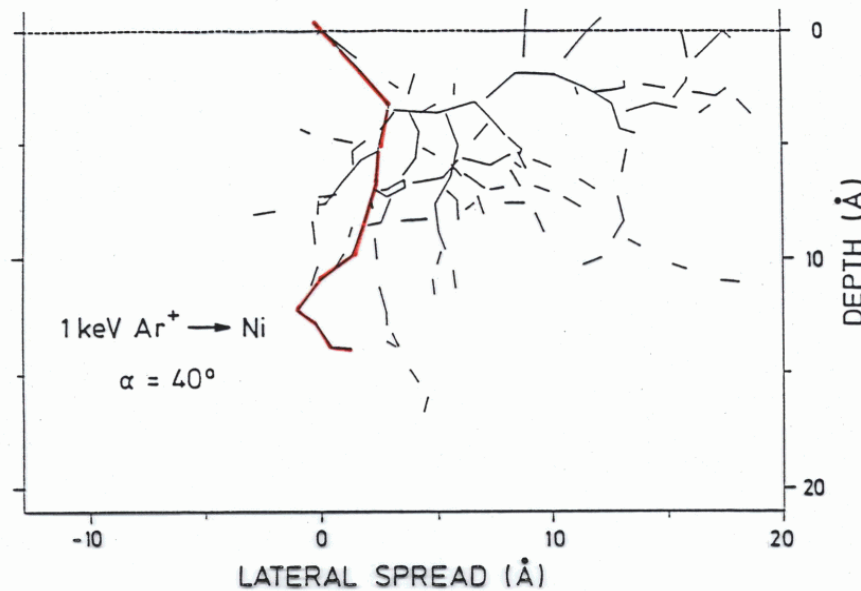 0
10
20
DEPTH (Å)
1 keV Ar⁺ → Ni
α = 40°
-10
0
10
20
LATERAL SPREAD (Å)